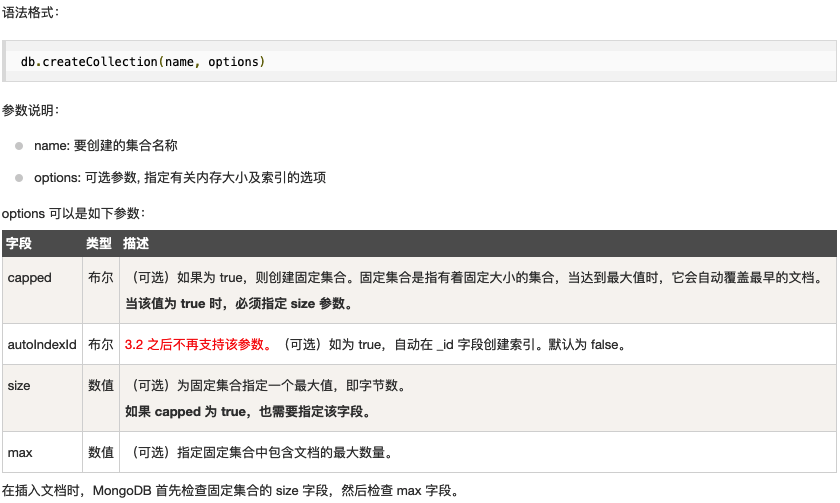 语法格式：
db.createCollection(name, options)
参数说明：
name: 要创建的集合名称
options: 可选参数, 指定有关内存大小及索引的选项
options 可以是如下参数：
字段 类型 描述
capped 布尔 （可选）如果为 true，则创建固定集合。固定集合是指有着固定大小的集合，当达到最大值时，它会自动覆盖最早的文档。
当该值为 true 时，必须指定 size 参数。
autoIndexId 布尔 3.2 之后不再支持该参数。（可选）如为 true，自动在 _id 字段创建索引。默认为 false。
size 数值 （可选）为固定集合指定一个最大值，即字节数。
如果 capped 为 true，也需要指定该字段。
max 数值 （可选）指定固定集合中包含文档的最大数量。
在插入文档时，MongoDB 首先检查固定集合的 size 字段，然后检查 max 字段。